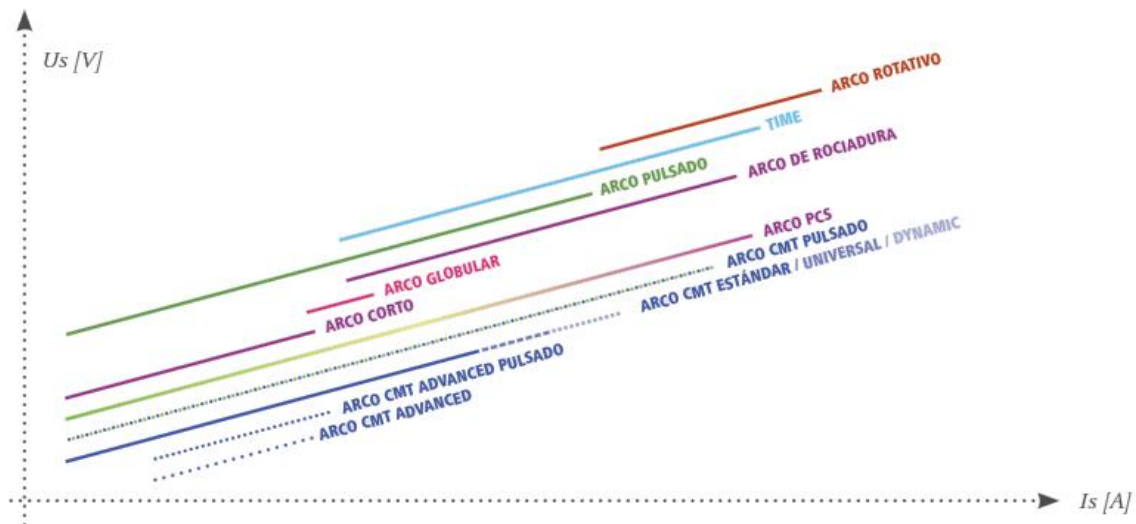 Us [V]
ARCO ROTATIVO
TIME
ARCO DE ROCIADURA
ARCO PULSADO
ARCO PCS
ARCO CMT PULSADO
ARCO CMT ESTÁNDAR / UNIVERSAL / DYNAMIC
ARCO GLOBULAR
ARCO CORTO
ARCO CMT ADVANCED PULSADO
ARCO CMT ADVANCED
Is [A]